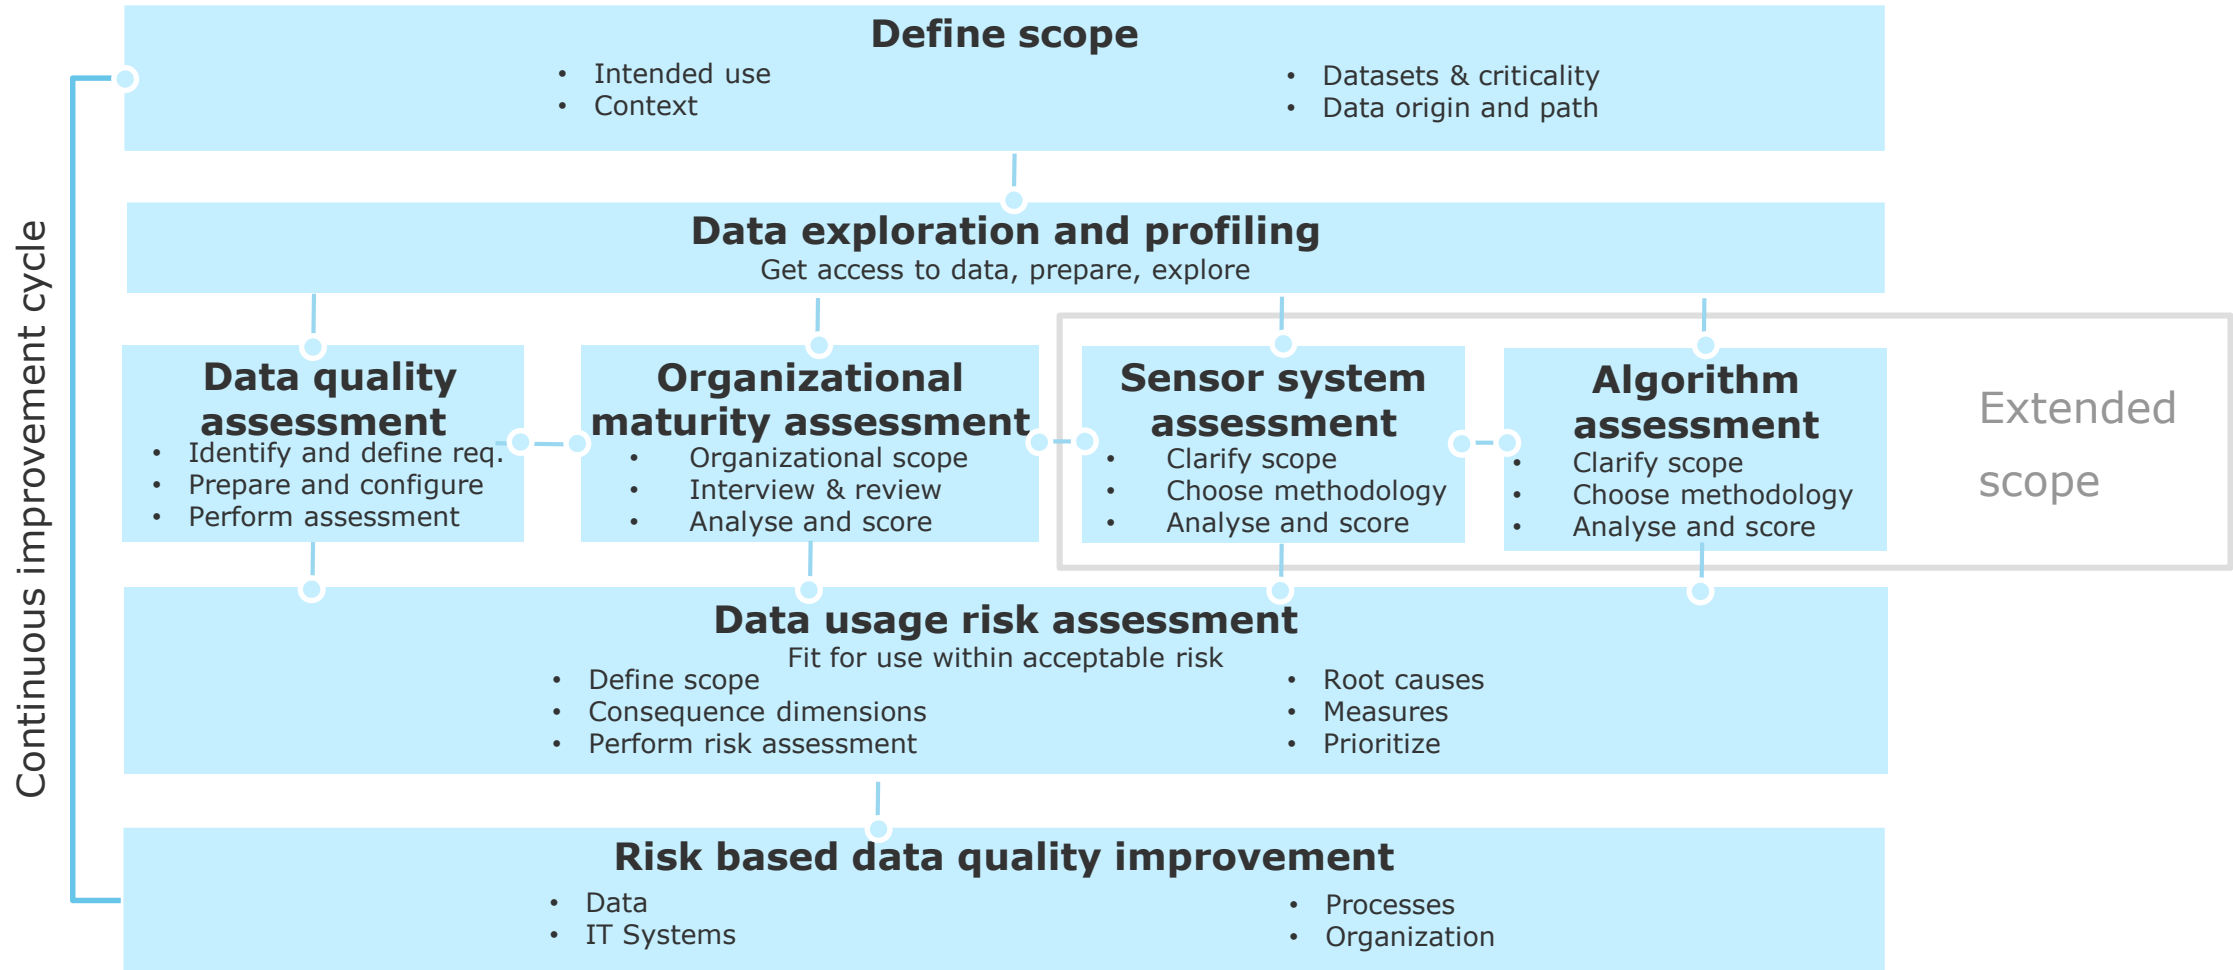 Define scope
• Intended use
• Context
• Datasets & criticality
• Data origin and path
Continuous improvement cycle
Data exploration and profiling
Get access to data, prepare, explore
Data quality
assessment
• Identify and define req.
• Prepare and configure
• Perform assessment
Organizational
maturity assessment
• Organizational scope
• Interview & review
• Analyse and score
Sensor system
assessment
• Clarify scope
• Choose methodology
• Analyse and score
Algorithm
assessment
• Clarify scope
• Choose methodology
• Analyse and score
Extended
scope
Data usage risk assessment
Fit for use within acceptable risk
• Define scope
• Consequence dimensions
• Perform risk assessment
• Root causes
• Measures
• Prioritize
Risk based data quality improvement
• Data
• IT Systems
• Processes
• Organization